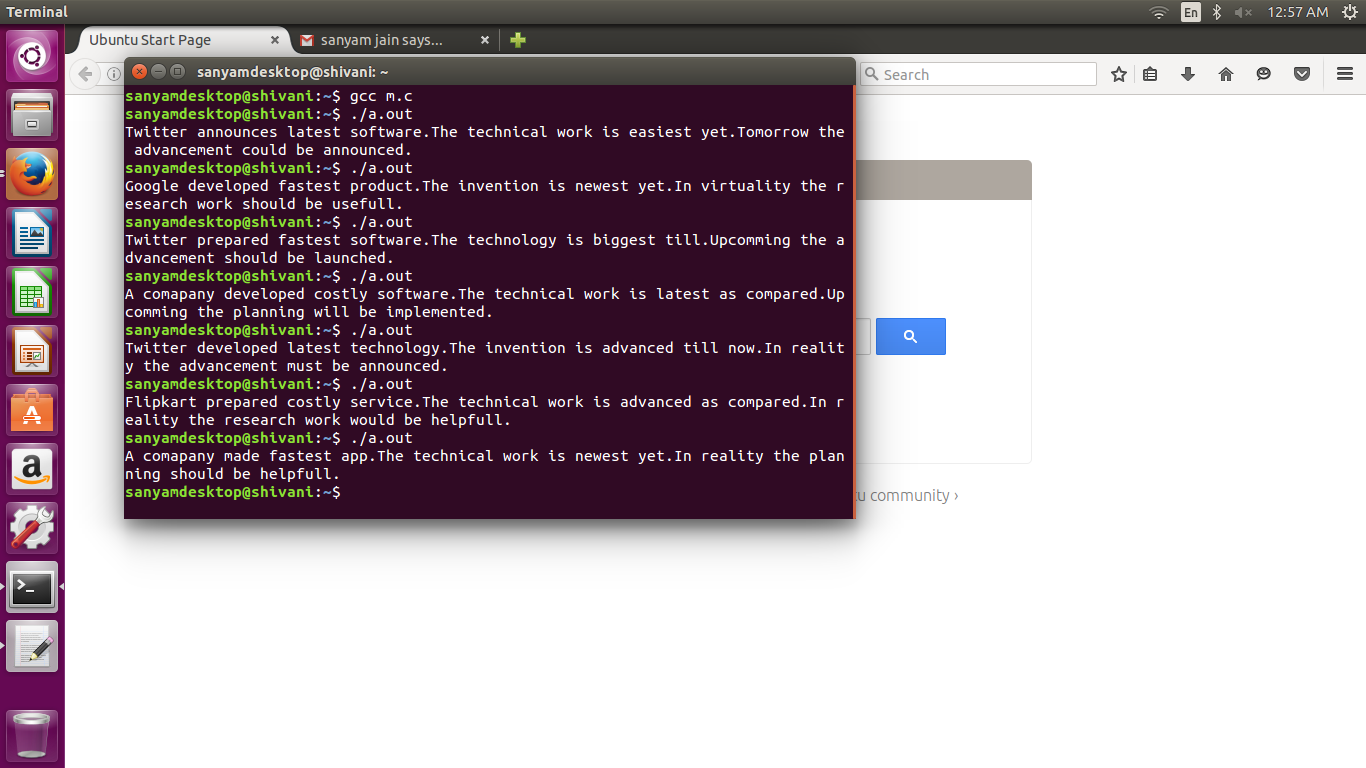 Terminal
En
12:57 AM
Ubuntu Start Page
sanyam jain says...
sanyamdesktop@shivani: ~
Search
sanyamdesktop@shivani:~$ gcc m.c
sanyamdesktop@shivani:~$ ./a.out
Twitter announces latest software.The technical work is easiest yet.Tomorrow the
advancement could be announced.
sanyamdesktop@shivani:~$ ./a.out
Google developed fastest product.The invention is newest yet.In virtuality the r
esearch work should be usefull.
sanyamdesktop@shivani:~$ ./a.out
Twitter prepared fastest software.The technology is biggest till.Upcomming the a
dvancement should be launched.
sanyamdesktop@shivani:~$ ./a.out
A comapany developed costly software.The technical work is latest as compared.Up
comming the planning will be implemented.
sanyamdesktop@shivani:~$ ./a.out
Twitter developed latest technology.The invention is advanced till now.In realit
y the advancement must be announced.
sanyamdesktop@shivani:~$ ./a.out
Flipkart prepared costly service.The technical work is advanced as compared.In r
eality the research work would be helpfull.
sanyamdesktop@shivani:~$ ./a.out
A comapany made fastest app.The technical work is newest yet.In reality the plan
ning should be helpfull.
sanyamdesktop@shivani:~$
u community ›